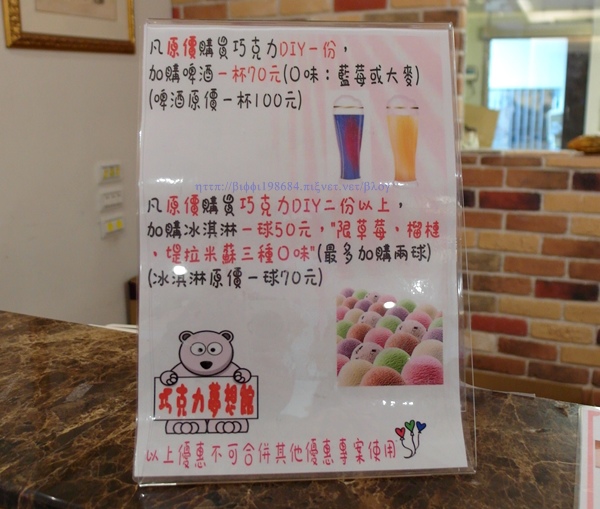 凡原價購買巧克力DIY一份，
加購啤酒一杯70元(口味：藍莓或大麥)
(啤酒原價一杯100元)
凡原價購買巧克力DIY二份以上，
加購冰淇淋一球50元，"限草莓、榴槤
、堤拉米蘇三種口味"(最多加購兩球)
(冰淇淋原價一球70元)
巧克力夢想館
以上優惠不可合併其他優惠專案使用